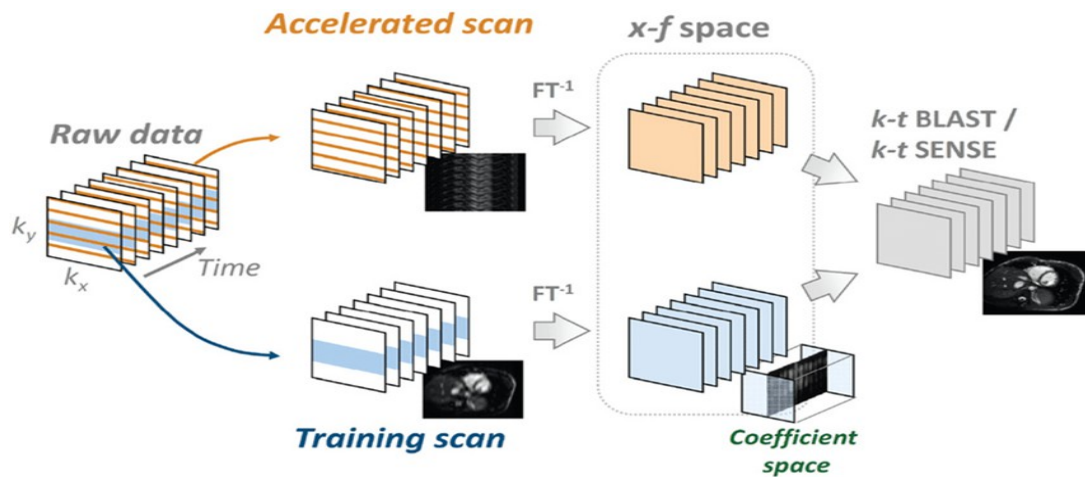 Accelerated scan
x-f space
Raw data
FT-1
k-t BLAST /
k-t SENSE
ky
kx
Time
FT-1
Training scan
Coefficient
space